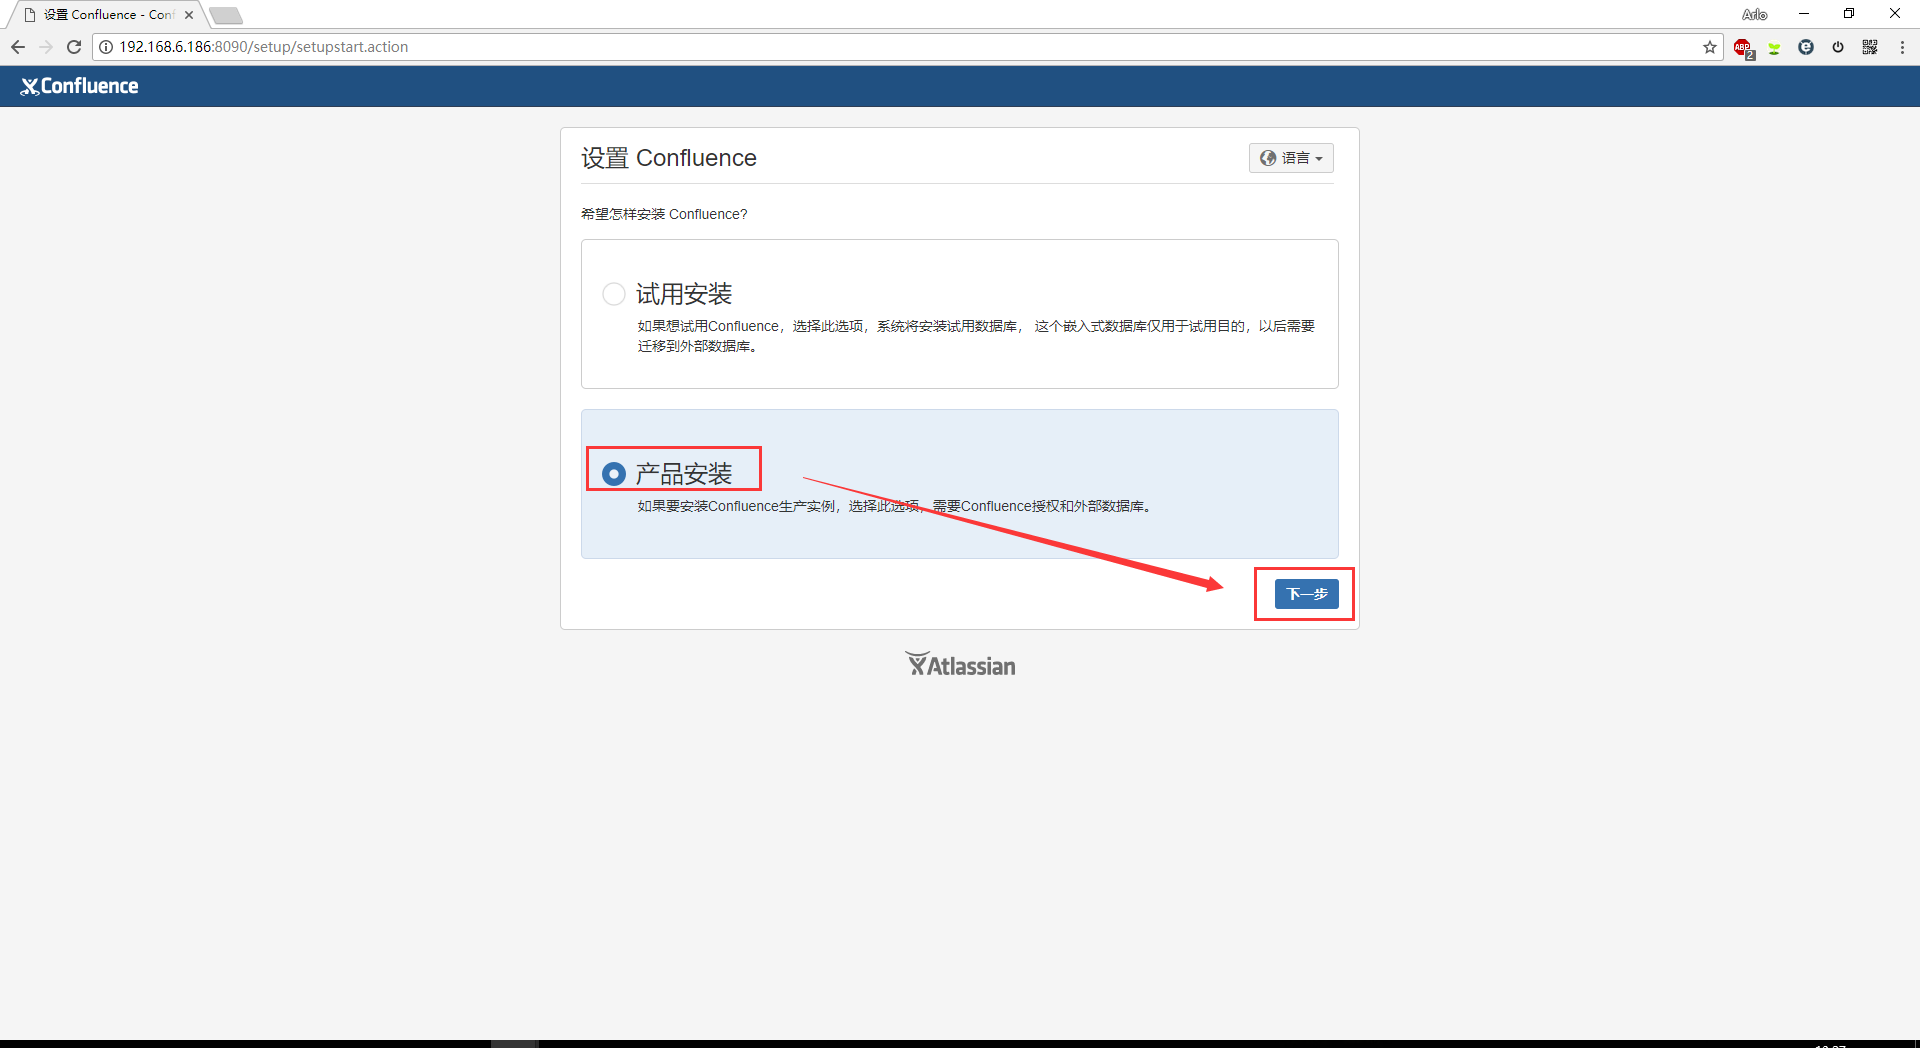 设置 Confluence - Conf
Arlo
192.168.6.186:8090/setup/setupstart.action
ABP
2
Confluence
设置 Confluence
语言
希望怎样安装 Confluence?
试用安装
如果想试用Confluence，选择此选项，系统将安装试用数据库， 这个嵌入式数据库仅用于试用目的，以后需要
迁移到外部数据库。
产品安装
如果要安装Confluence生产实例，选择此选项，需要Confluence授权和外部数据库。
下一步
Atlassian